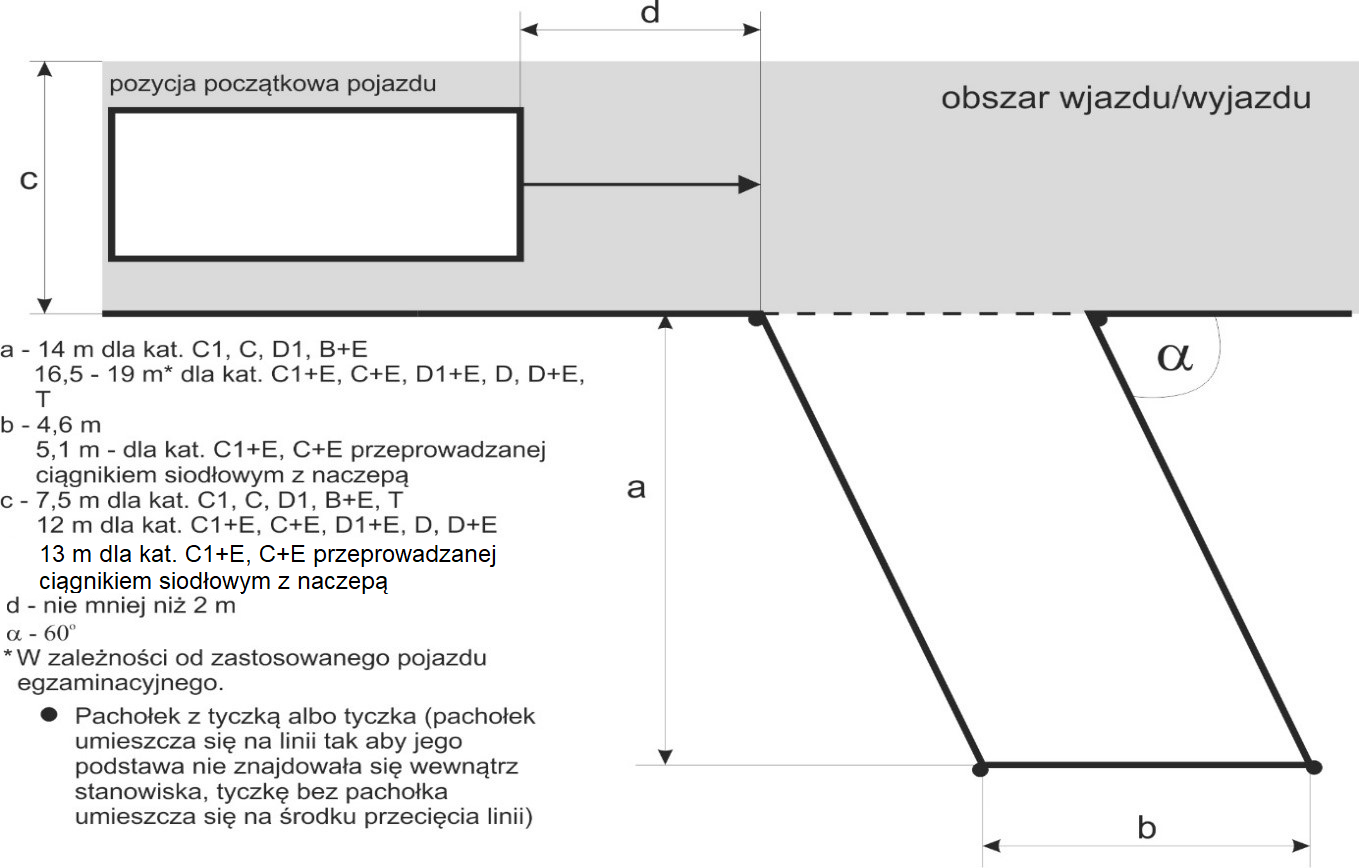 d
pozycja początkowa pojazdu
obszar wjazdu/wyjazdu
c
α
a - 14 m dla kat. C1, C, D1, B+E
16,5 - 19 m* dla kat. C1+E, C+E, D1+E, D, D+E,
T
b - 4,6 m
5,1 m - dla kat. C1+E, C+E przeprowadzanej
ciągnikiem siodłowym z naczepą
c - 7,5 m dla kat. C1, C, D1, B+E, T
12 m dla kat. C1+E, C+E, D1+E, D, D+E
13 m dla kat. C1+E, C+E przeprowadzanej
ciągnikiem siodłowym z naczepą
d - nie mniej niż 2 m
α - 60°
* W zależności od zastosowanego pojazdu
egzaminacyjnego.
● Pachołek z tyczką albo tyczka (pachołek
umieszcza się na linii tak aby jego
podstawa nie znajdowała się wewnątrz
stanowiska, tyczkę bez pachołka
umieszcza się na środku przecięcia linii)
a
b